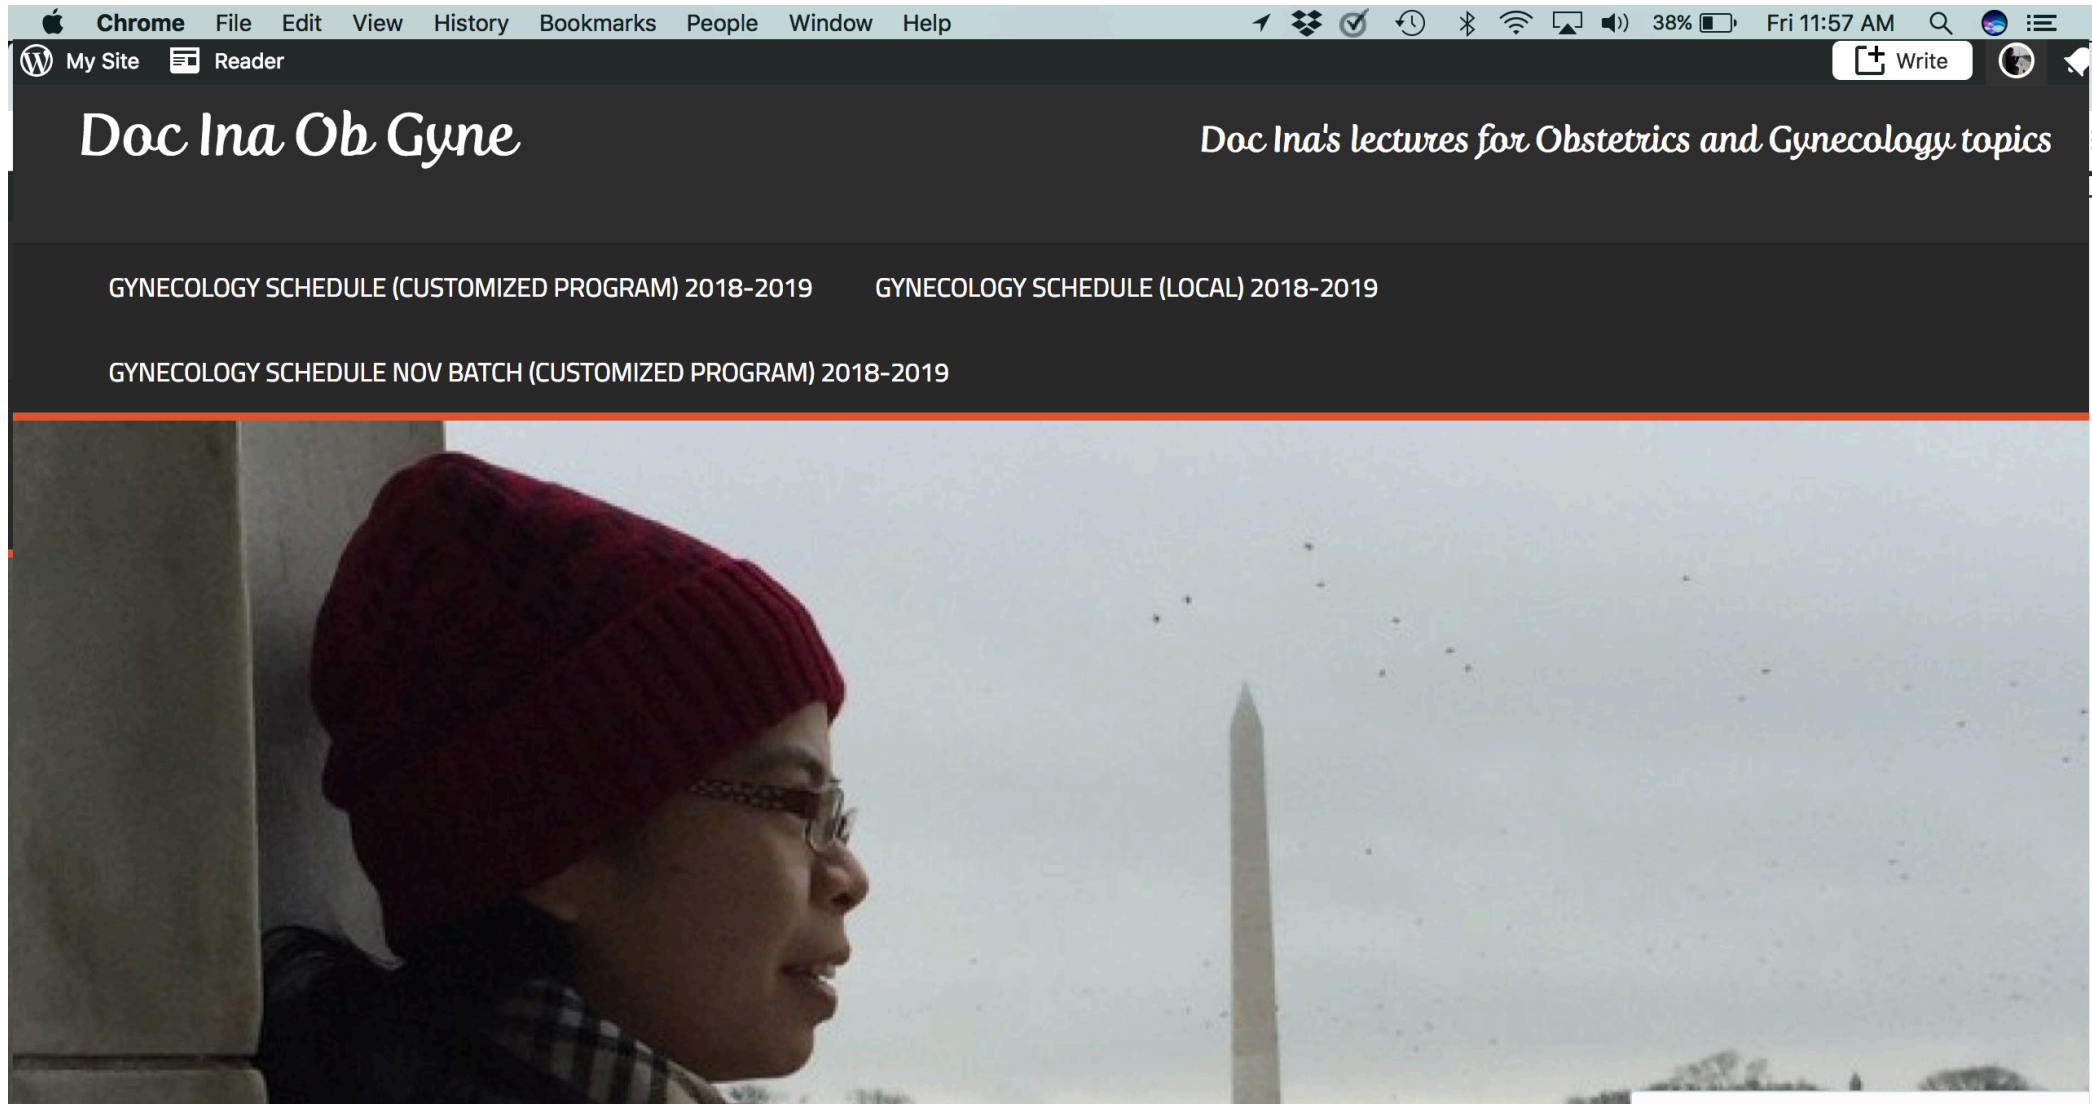 Chrome File Edit View History Bookmarks People Window Help 38% Fri 11:57 AM
My Site Reader Write
Doc Ina Ob Gyne
Doc Ina's lectures for Obstetrics and Gynecology topics
GYNECOLOGY SCHEDULE (CUSTOMIZED PROGRAM) 2018-2019 GYNECOLOGY SCHEDULE (LOCAL) 2018-2019
GYNECOLOGY SCHEDULE NOV BATCH (CUSTOMIZED PROGRAM) 2018-2019